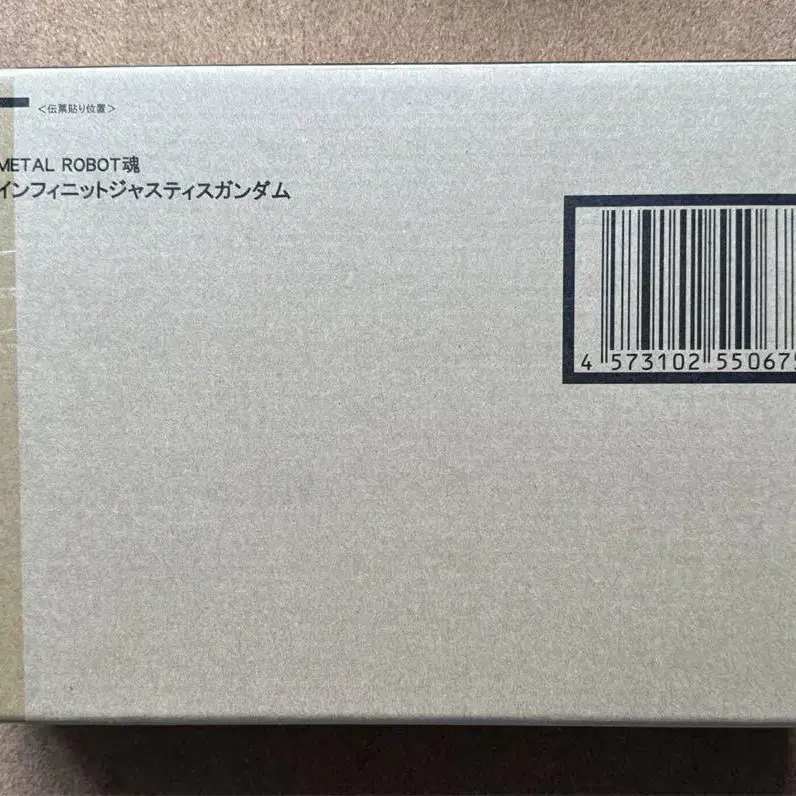 <伝票貼り位置>
METAL ROBOT魂
インフィニットジャスティスガンダム
4 573102 55067